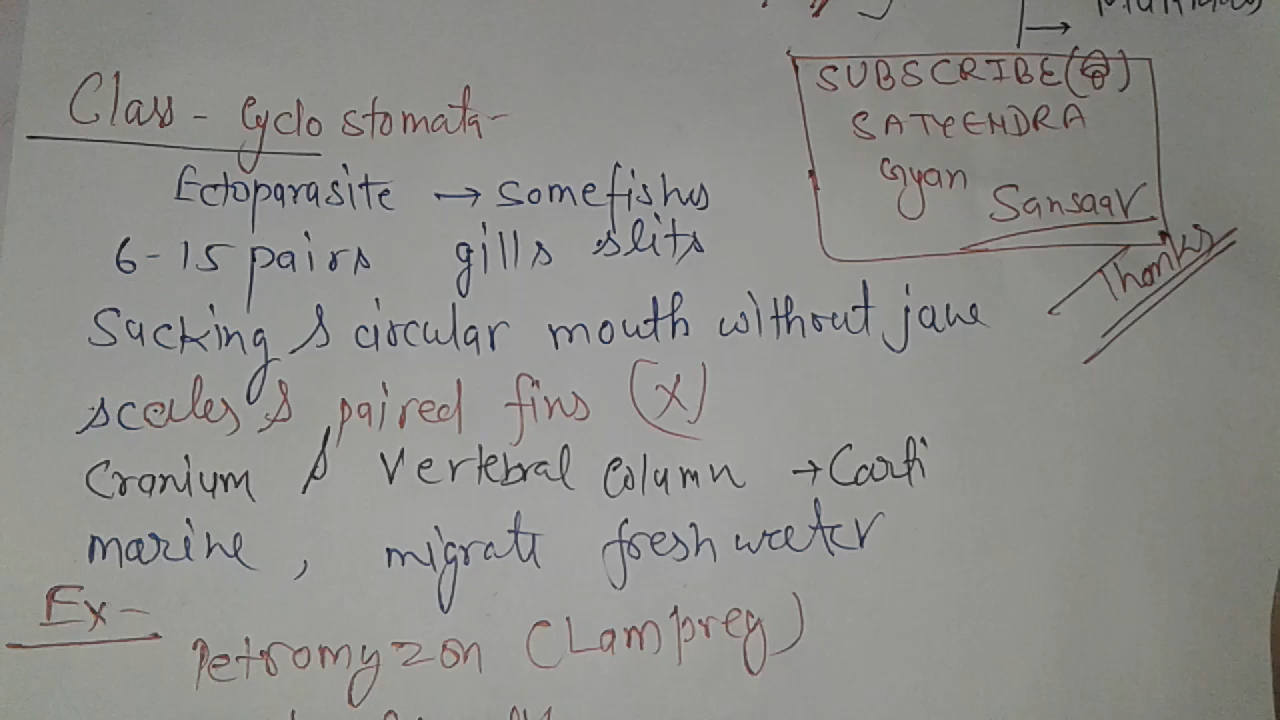 Class - Cyclostomata-
Ectoparasite → some fishes
6-15 pairs gills slits
Sucking & circular mouth without jaw
scales & paired fins (X)
Cranium & Vertebral Column → Carti
marine, migrate fresh water
Ex-
Petromyzon (Lamprey)
SUBSCRIBE
SATYENDRA
Gyan
Sansaar
Thanks